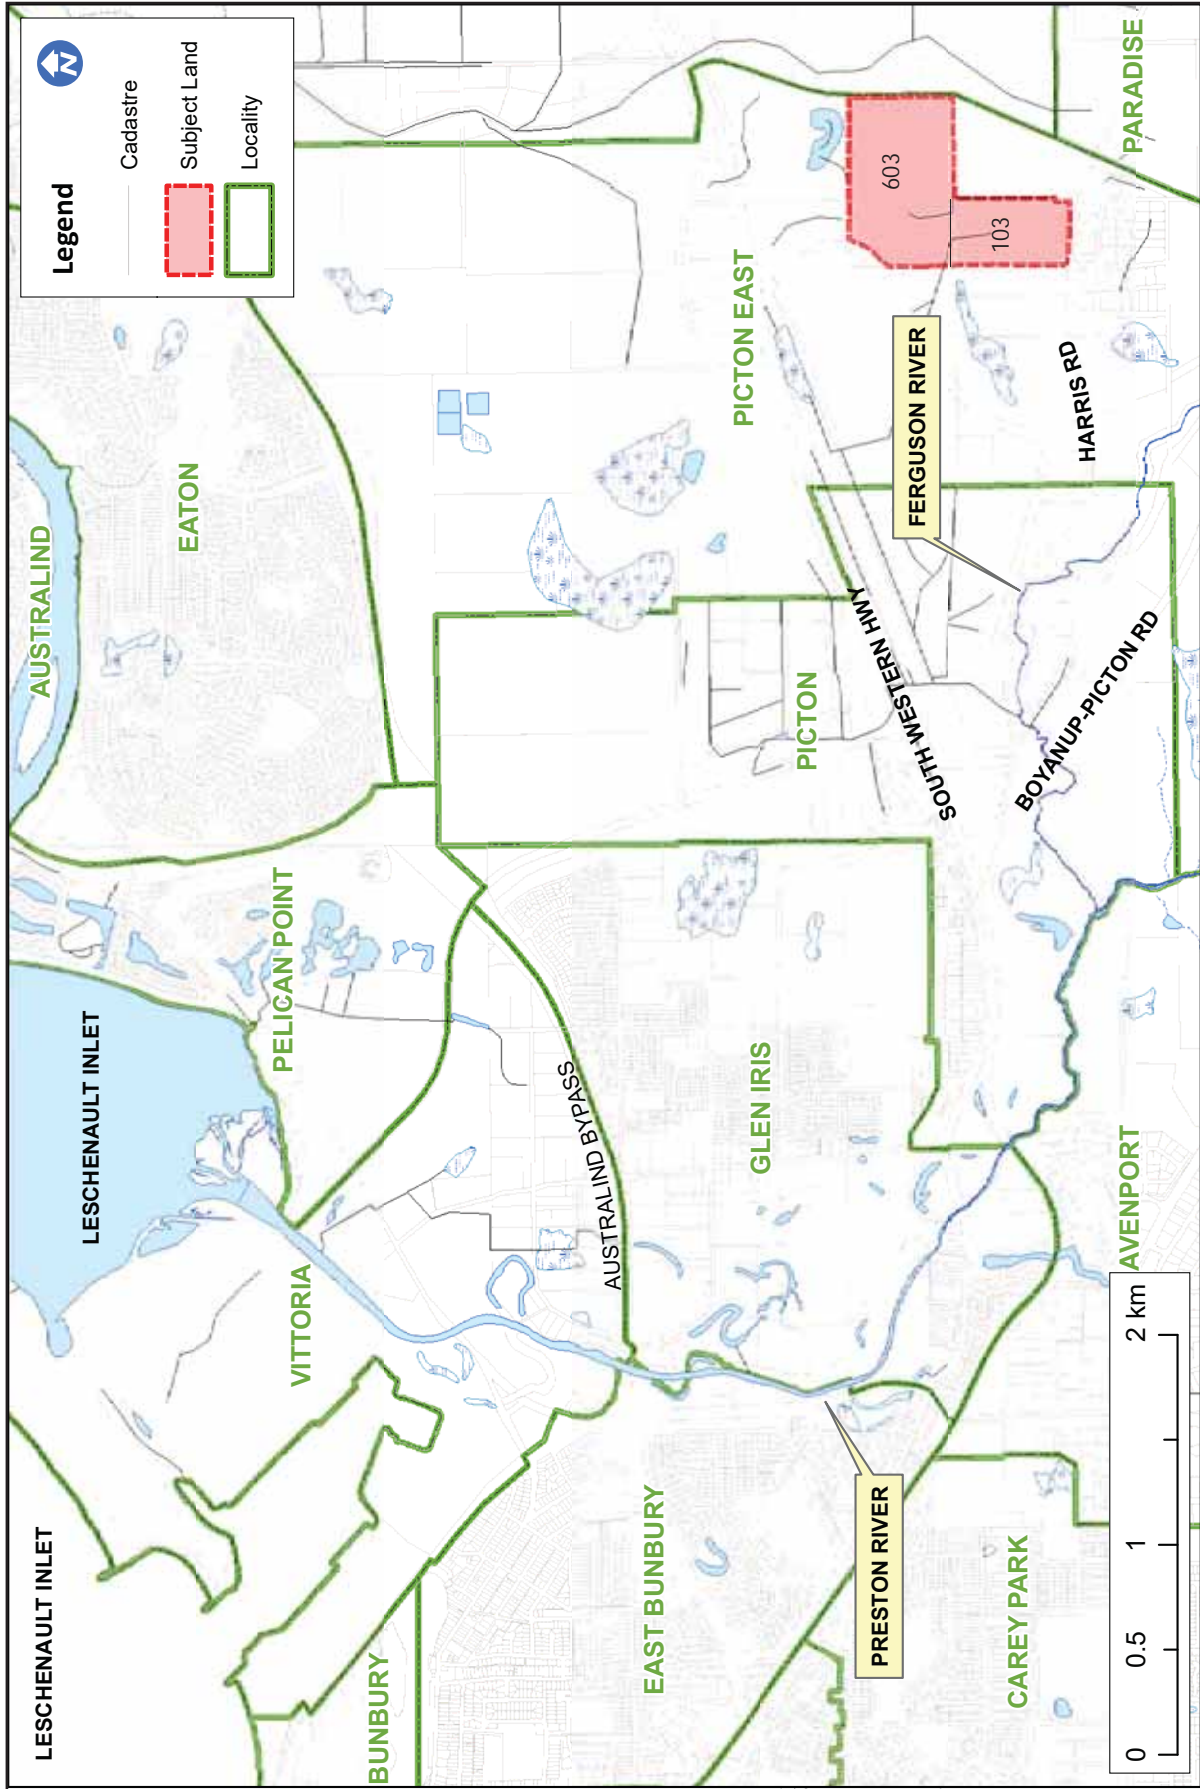 Legend
N
Cadastre
Subject Land
Locality
LESCHENAULT INLET
LESCHENAULT INLET
AUSTRALIND
EATON
PELICAN POINT
VITTORIA
BUNBURY
AUSTRALIND BYPASS
EAST BUNBURY
GLEN IRIS
PICTON
PICTON EAST
SOUTH WESTERN HWY
603
103
FERGUSON RIVER
PRESTON RIVER
BOYANUP-PICTON RD
HARRIS RD
PARADISE
CAREY PARK
AVENPORT
0 0.5 1 2 km